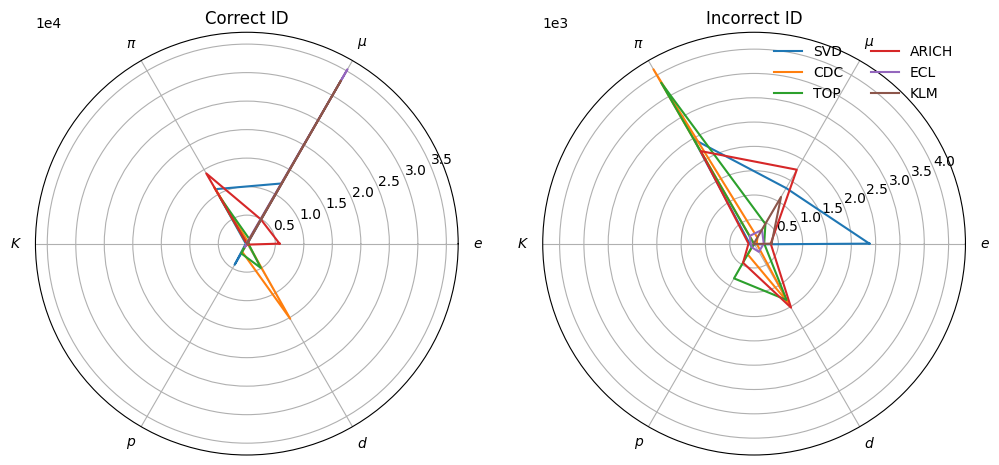 Correct ID
1e4
π
μ
0.5
1.0
1.5
2.0
2.5
3.0
3.5
K
e
p
d
Incorrect ID
1e3
π
μ
SVD
CDC
TOP
ARICH
ECL
KLM
0.5
1.0
1.5
2.0
2.5
3.0
3.5
4.0
K
e
p
d